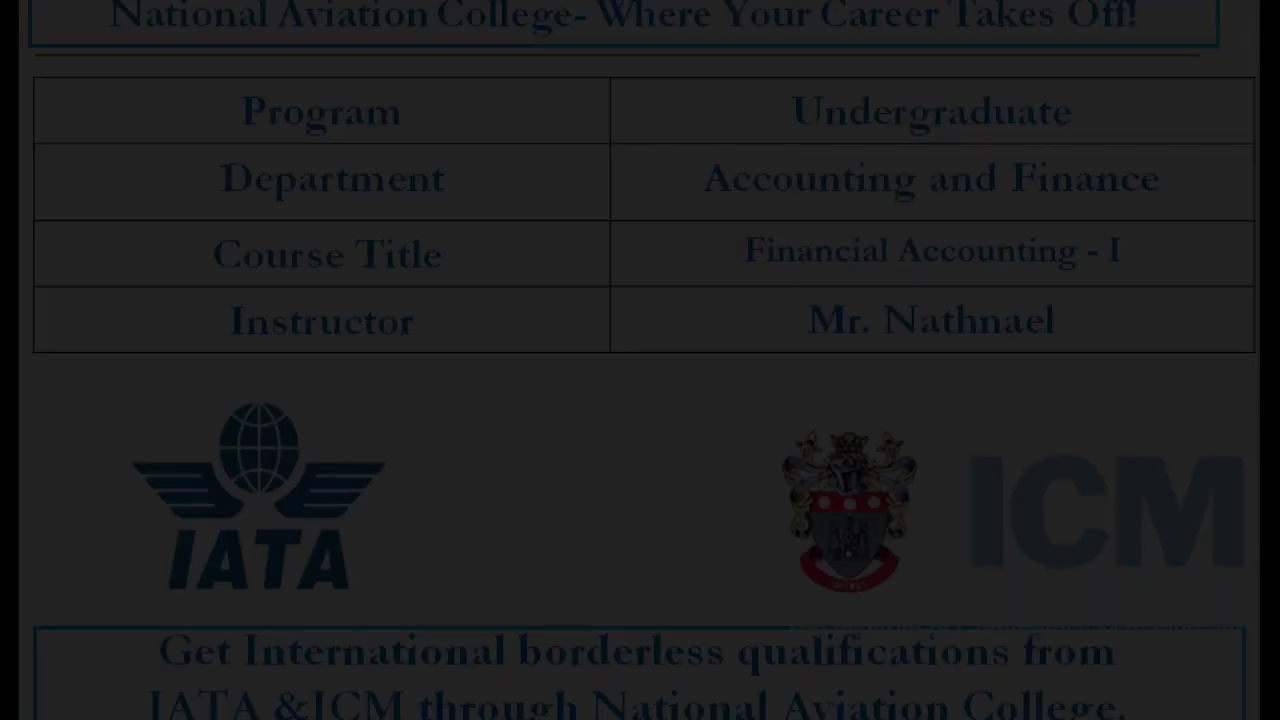 National Aviation College- Where Your Career Takes Off!
Program Undergraduate
Department Accounting and Finance
Course Title Financial Accounting - I
Instructor Mr. Nathnael
IATA
ICM
Get International borderless qualifications from
IATA &ICM through National Aviation College.